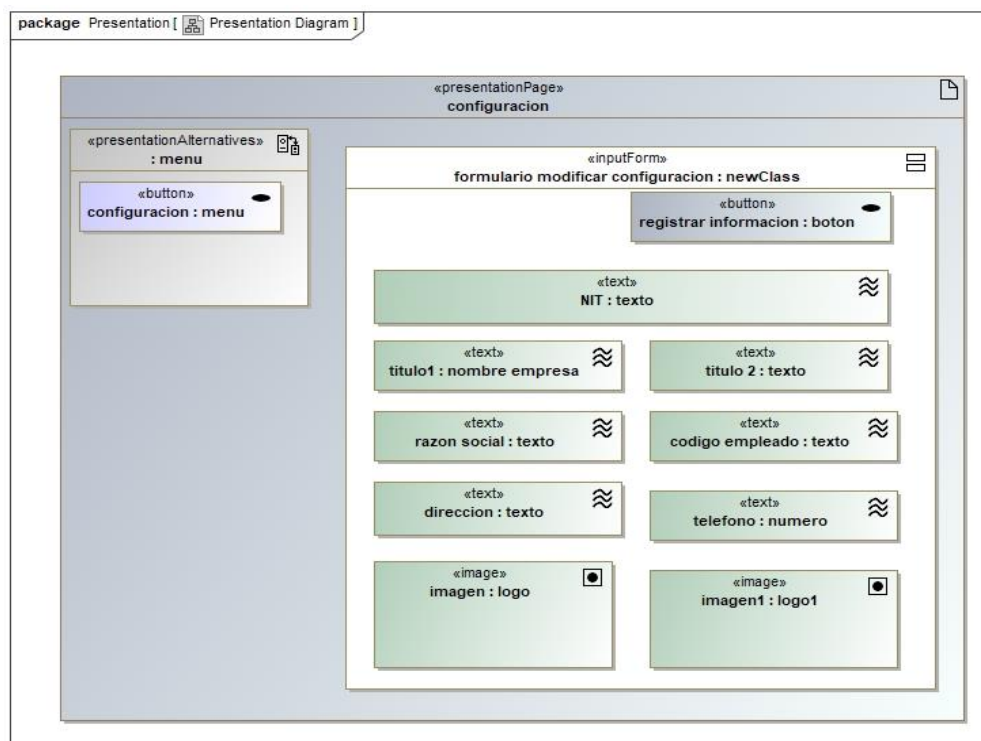 package Presentation [ Presentation Diagram ]
«presentationPage»
configuracion
«presentationAlternatives»
: menu
«button»
configuracion : menu
«inputForm»
formulario modificar configuracion : newClass
«button»
registrar informacion : boton
«text»
NIT : texto
«text»
titulo1 : nombre empresa
«text»
titulo 2 : texto
«text»
razon social : texto
«text»
codigo empleado : texto
«text»
direccion : texto
«text»
telefono : numero
«image»
imagen : logo
«image»
imagen1 : logo1